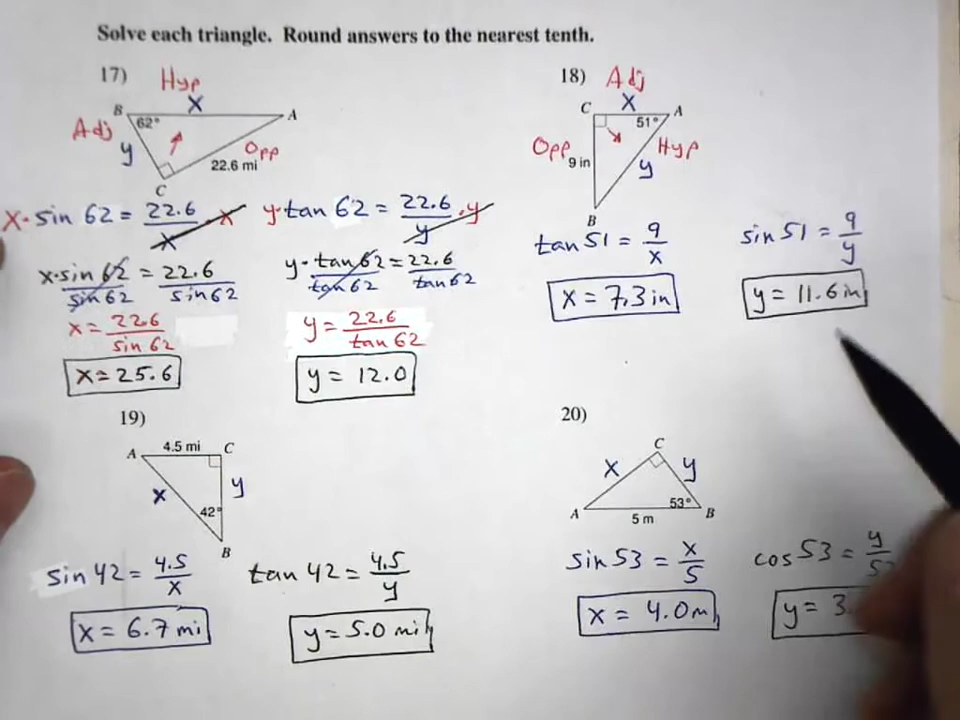 Solve each triangle. Round answers to the nearest tenth.
17)
Hyp
x
B
62°
A
Adj
y
Opp
22.6 mi
C
x · sin 62 = 22.6/x · x
x · sin 62/sin 62 = 22.6/sin 62
x = 22.6/sin 62
x = 25.6
y · tan 62 = 22.6/y · y
y · tan 62/tan 62 = 22.6/tan 62
y = 22.6/tan 62
y = 12.0
18)
Adj
C
x
A
51°
Opp
9 in
Hyp
y
B
tan 51 = 9/x
x = 7.3 in
sin 51 = 9/y
y = 11.6 in
19)
4.5 mi
A
C
x
y
42°
B
sin 42 = 4.5/x
x = 6.7 mi
tan 42 = 4.5/y
y = 5.0 mi
20)
C
x
y
53°
A
B
5 m
sin 53 = x/5
x = 4.0 m
cos 53 = y/5
y = 3.